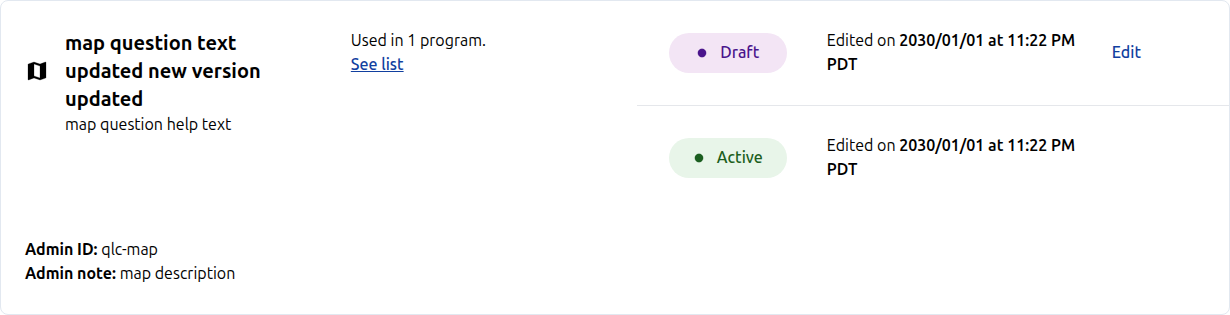 map question text
updated new version
updated
map question help text
Used in 1 program.
See list
Draft
Edited on 2030/01/01 at 11:22 PM
PDT
Edit
Active
Edited on 2030/01/01 at 11:22 PM
PDT
Admin ID: qlc-map
Admin note: map description